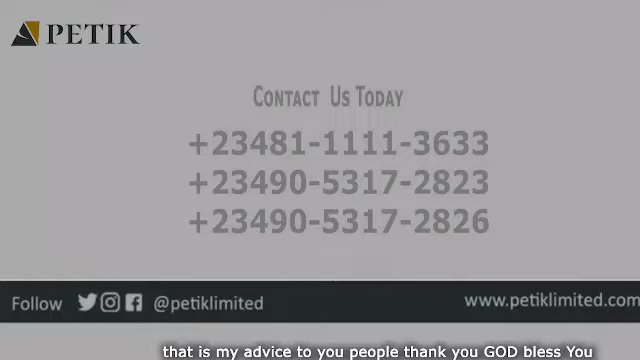 PETIK
CONTACT US TODAY
+23481-1111-3633
+23490-5317-2823
+23490-5317-2826
Follow @petiklimited www.petiklimited.com
that is my advice to you people thank you GOD bless You